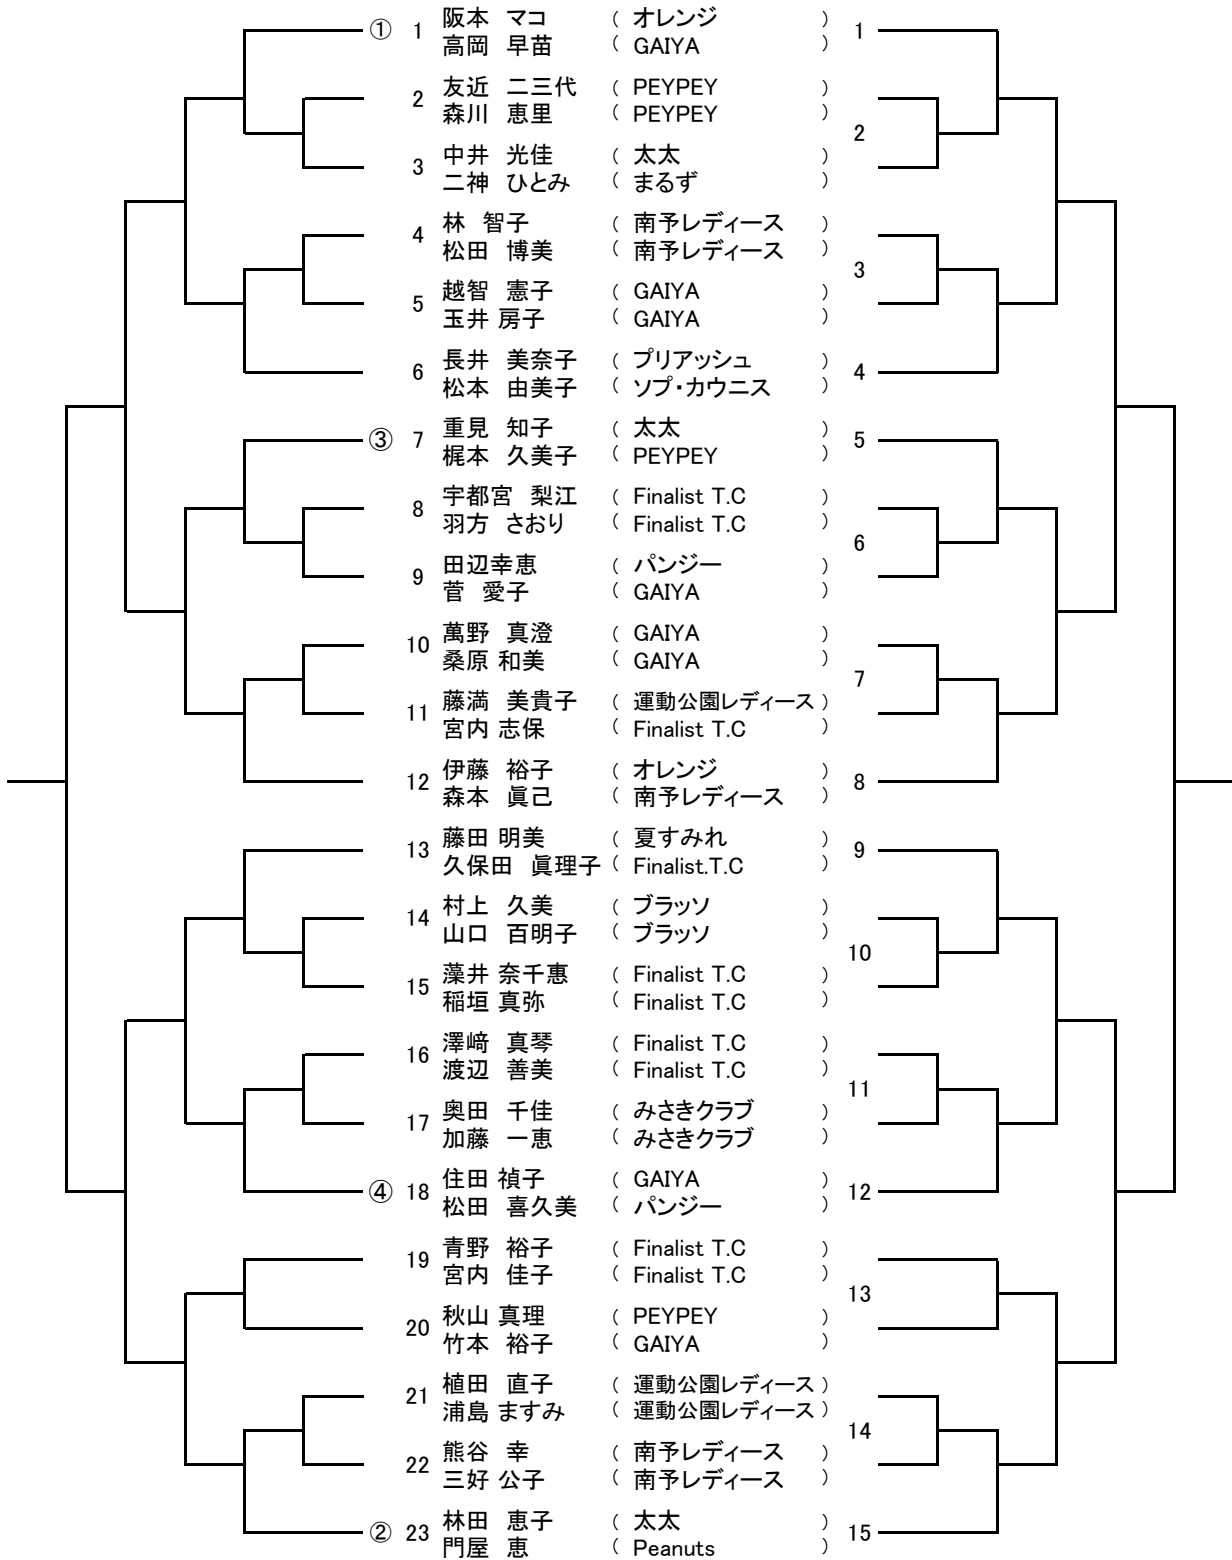 ① 1 阪本 マコ ( オレンジ ) 1
高岡 早苗 ( GAIYA )
2 友近 二三代 ( PEYPEY )
森川 恵里 ( PEYPEY )
2
3 中井 光佳 ( 太太 )
二神 ひとみ ( まるず )
4 林 智子 ( 南予レディース )
松田 博美 ( 南予レディース )
3
5 越智 憲子 ( GAIYA )
玉井 房子 ( GAIYA )
6 長井 美奈子 ( プリアッシュ ) 4
松本 由美子 ( ソプ・カウニス )
③ 7 重見 知子 ( 太太 ) 5
梶本 久美子 ( PEYPEY )
8 宇都宮 梨江 ( Finalist T.C )
羽方 さおり ( Finalist T.C )
6
9 田辺幸恵 ( パンジー )
菅 愛子 ( GAIYA )
10 萬野 真澄 ( GAIYA )
桑原 和美 ( GAIYA )
7
11 藤満 美貴子 ( 運動公園レディース )
宮内 志保 ( Finalist T.C )
12 伊藤 裕子 ( オレンジ ) 8
森本 眞己 ( 南予レディース )
13 藤田 明美 ( 夏すみれ ) 9
久保田 眞理子 ( Finalist.T.C )
14 村上 久美 ( ブラッソ )
山口 百明子 ( ブラッソ )
10
15 藻井 奈千惠 ( Finalist T.C )
稲垣 真弥 ( Finalist T.C )
16 澤﨑 真琴 ( Finalist T.C )
渡辺 善美 ( Finalist T.C )
11
17 奥田 千佳 ( みさきクラブ )
加藤 一恵 ( みさきクラブ )
④ 18 住田 禎子 ( GAIYA ) 12
松田 喜久美 ( パンジー )
19 青野 裕子 ( Finalist T.C )
宮内 佳子 ( Finalist T.C )
13
20 秋山 真理 ( PEYPEY )
竹本 裕子 ( GAIYA )
21 植田 直子 ( 運動公園レディース )
浦島 ますみ ( 運動公園レディース )
14
22 熊谷 幸 ( 南予レディース )
三好 公子 ( 南予レディース )
② 23 林田 恵子 ( 太太 ) 15
門屋 恵 ( Peanuts )